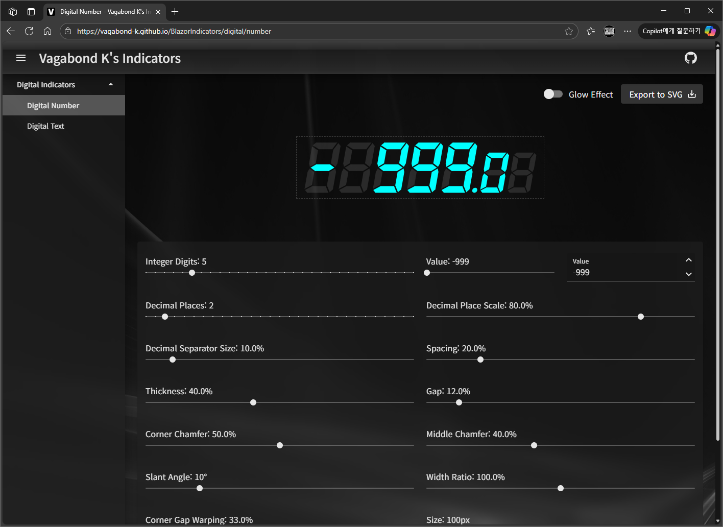 Digital Number - Vagabond K's In
https://vagabond-k.github.io/BlazorIndicators/digital/number
Copilot에게 질문하기
Vagabond K's Indicators
Digital Indicators
Digital Number
Digital Text
Glow Effect
Export to SVG
- 999.0
Integer Digits: 5
Value: -999
Value
999
Decimal Places: 2
Decimal Place Scale: 80.0%
Decimal Separator Size: 10.0%
Spacing: 20.0%
Thickness: 40.0%
Gap: 12.0%
Corner Chamfer: 50.0%
Middle Chamfer: 40.0%
Slant Angle: 10°
Width Ratio: 100.0%
Corner Gap Warping: 33.0%
Size: 100px